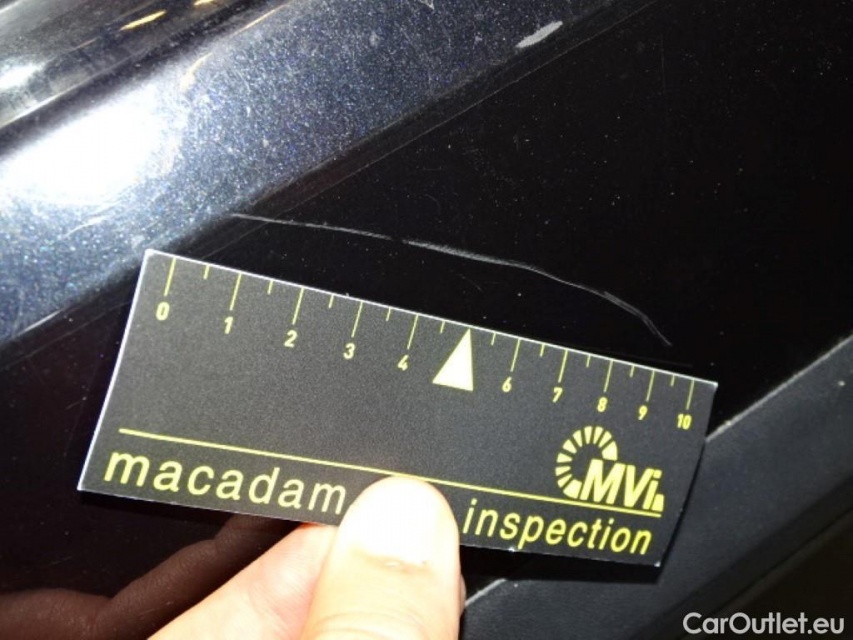 0 1 2 3 4 6 7 8 9 10
MVi
macadam inspection
CarOutlet.eu